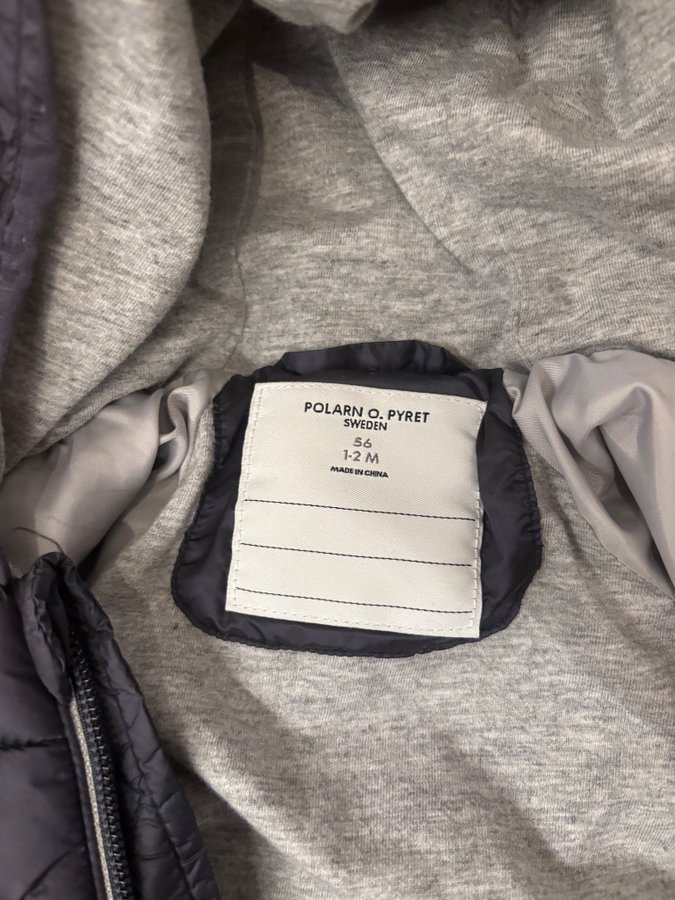 POLARN O. PYRET
SWEDEN
56
1-2 M
MADE IN CHINA